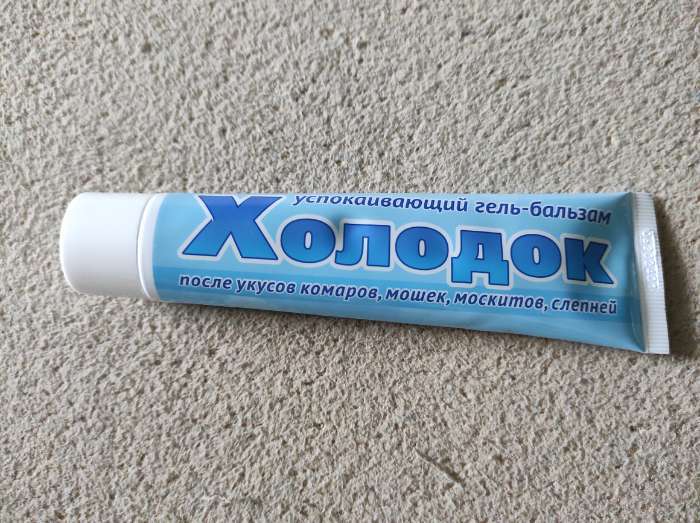 успокаивающий гель-бальзам
Холодок
после укусов комаров, мошек, москитов, слепней